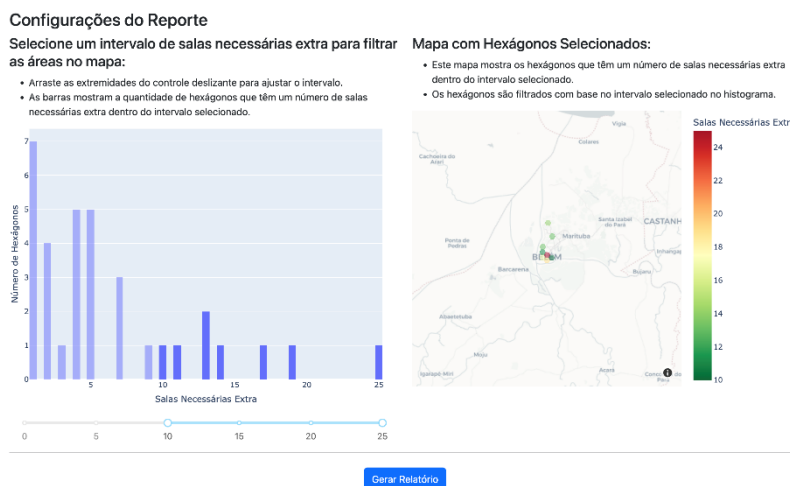 Configurações do Reporte
Selecione um intervalo de salas necessárias extra para filtrar
as áreas no mapa:
• Arraste as extremidades do controle deslizante para ajustar o intervalo.
• As barras mostram a quantidade de hexágonos que têm um número de salas
necessárias extra dentro do intervalo selecionado.
7
6
5
4
3
2
1
0
Número de Hexágonos
5
10
15
20
25
Salas Necessárias Extra
0
5
10
15
20
25
Mapa com Hexágonos Selecionados:
• Este mapa mostra os hexágonos que têm um número de salas necessárias extra
dentro do intervalo selecionado.
• Os hexágonos são filtrados com base no intervalo selecionado no histograma.
Vigia
Colares
Cachoeira do
Arari
Santa Izabel
do Pará
CASTANH
Marituba
Ponta de
Pedras
Barcarena
Bujaru
Abaetetuba
Moju
Igarapé-Miri
Acará
Salas Necessárias Extr
24
22
20
18
16
14
12
10
Gerar Relatório